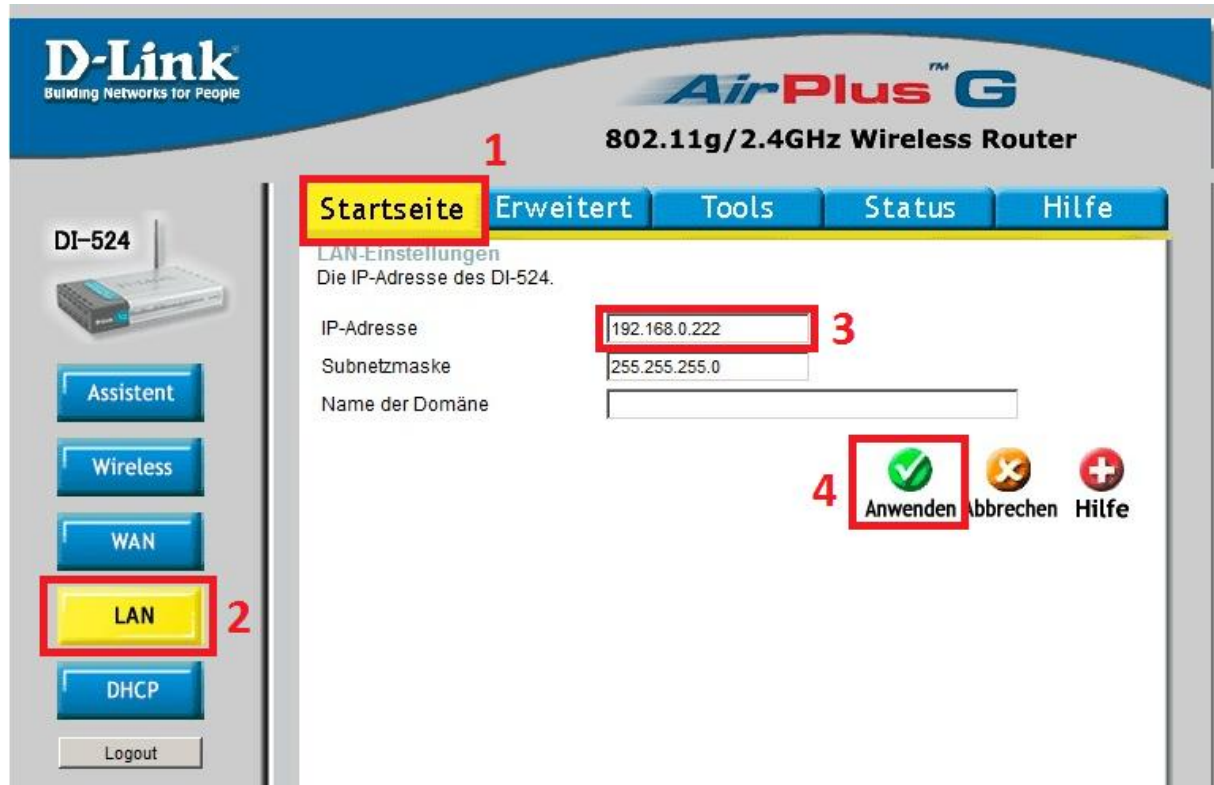 D-Link
Building Networks for People
AirPlus G™
802.11g/2.4GHz Wireless Router
1
Startseite Erweitert Tools Status Hilfe
DI-524
LAN-Einstellungen
Die IP-Adresse des DI-524.
IP-Adresse 192.168.0.222 3
Subnetzmaske 255.255.255.0
Name der Domäne
Assistent
Wireless
WAN
LAN 2
DHCP
Logout
4 Anwenden Abbrechen Hilfe